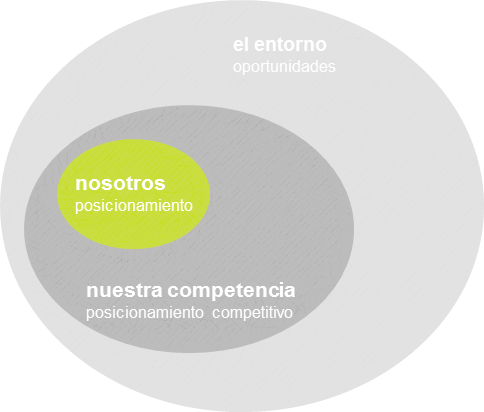 el entorno
oportunidades
nosotros
posicionamiento
nuestra competencia
posicionamiento competitivo